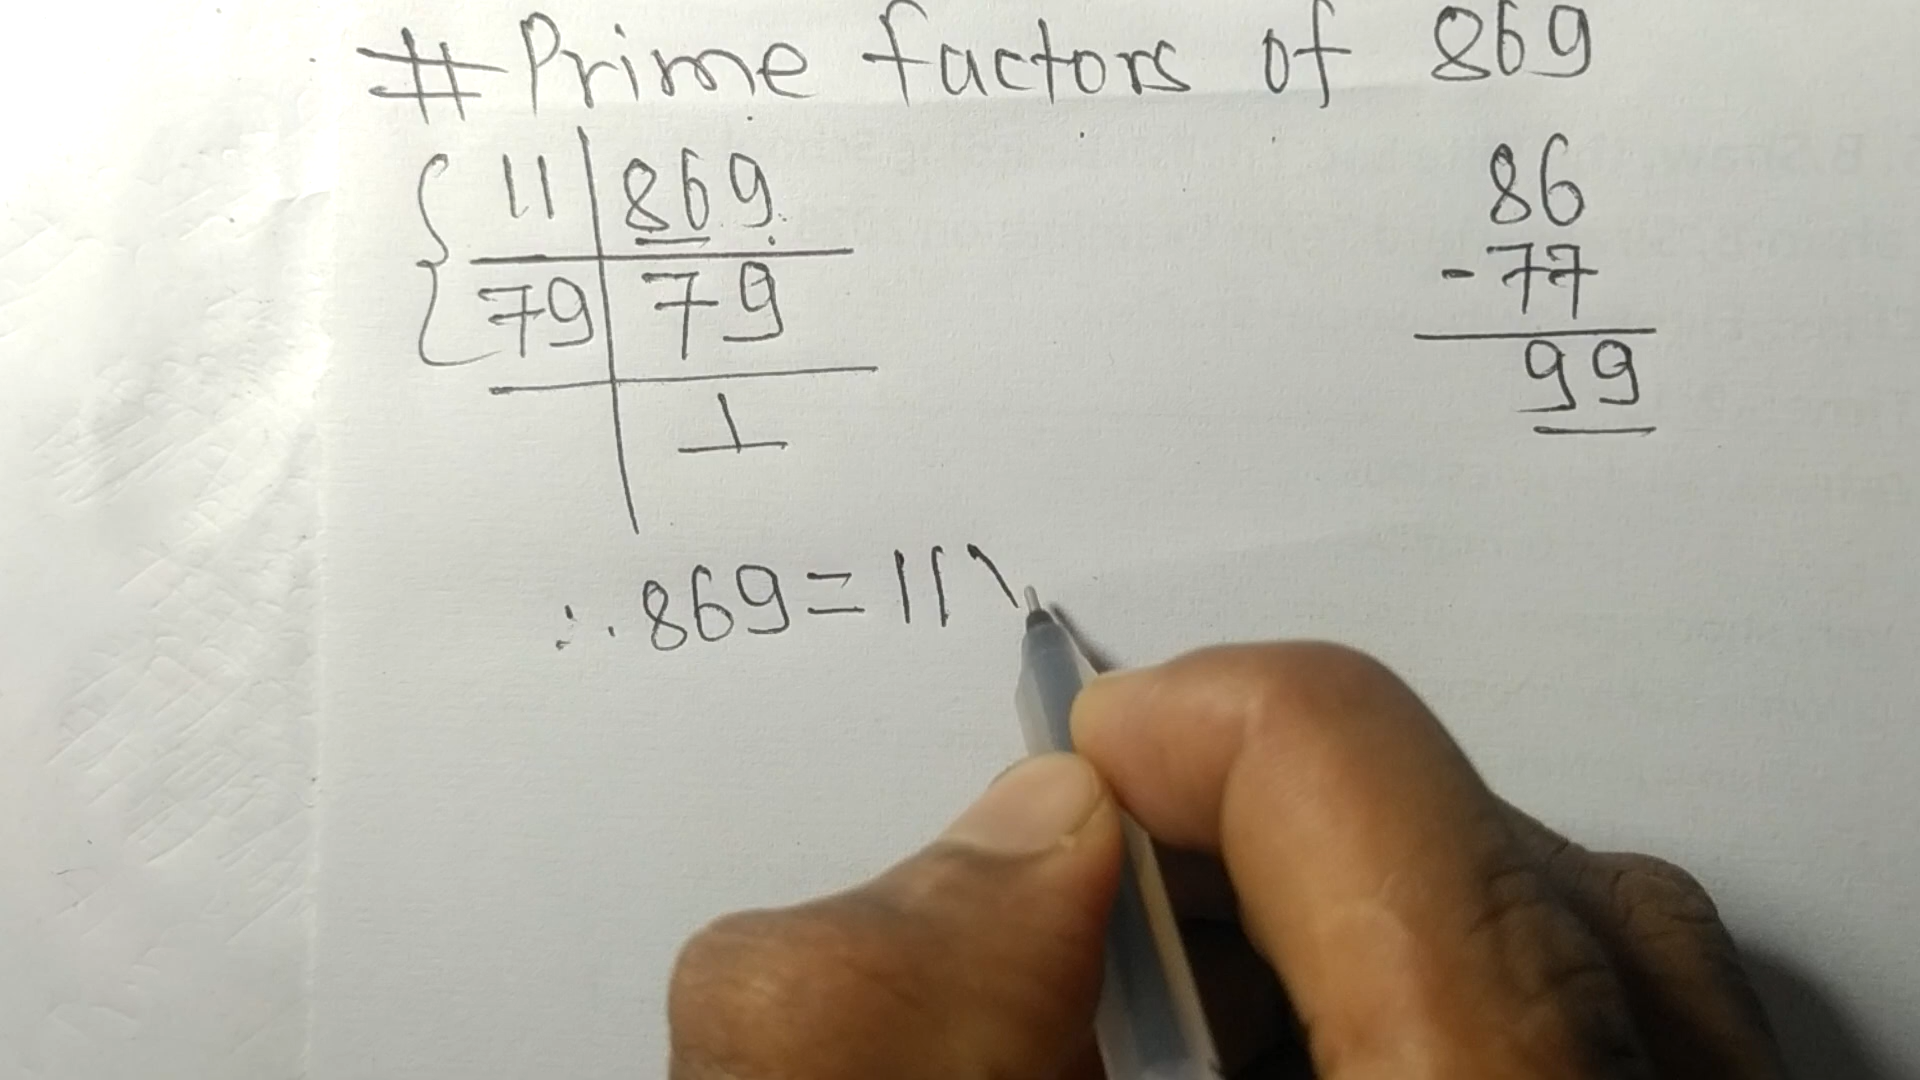 # Prime factors of 869
11 | 869
79 | 79
1
86
- 77
99
∴ 869 = 11 \